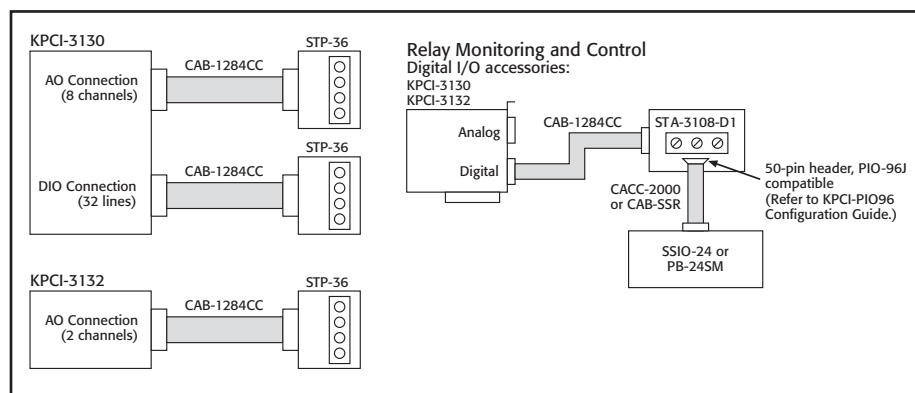 KPCI-3130
STP-36
AO Connection
(8 channels)
CAB-1284CC
STP-36
DIO Connection
(32 lines)
CAB-1284CC
KPCI-3132
STP-36
AO Connection
(2 channels)
CAB-1284CC
Relay Monitoring and Control
Digital I/O accessories:
KPCI-3130
KPCI-3132
Analog
Digital
CAB-1284CC
STA-3108-D1
50-pin header, PIO-96J
compatible
(Refer to KPCI-PIO96
Configuration Guide.)
CACC-2000
or CAB-SSR
SSIO-24 or
PB-24SM